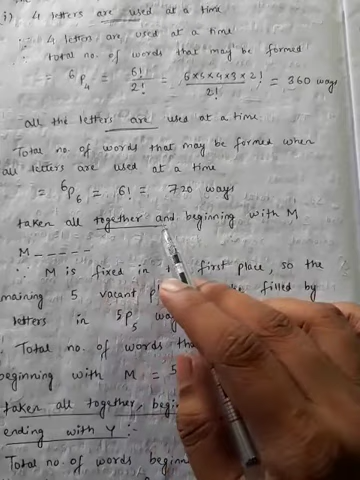 i) 4 letters are used at a time
∵ 4 letters are used at a time
∴ total no. of words that may be formed
= 6P4 = 6!/2! = 6×5×4×3×2!/2! = 360 ways
all the letters are used at a time
Total no. of words that may be formed when
all letters are used at a time
= 6P6 = 6! = 720 ways
taken all together and beginning with M
M _ _ _ _ _
∴ M is fixed in first place, so the
maining 5 vacant filled by
letters in 5P5
Total no. of words
beginning with M = 5
taken all together,
ending with Y :-
Total no. of words